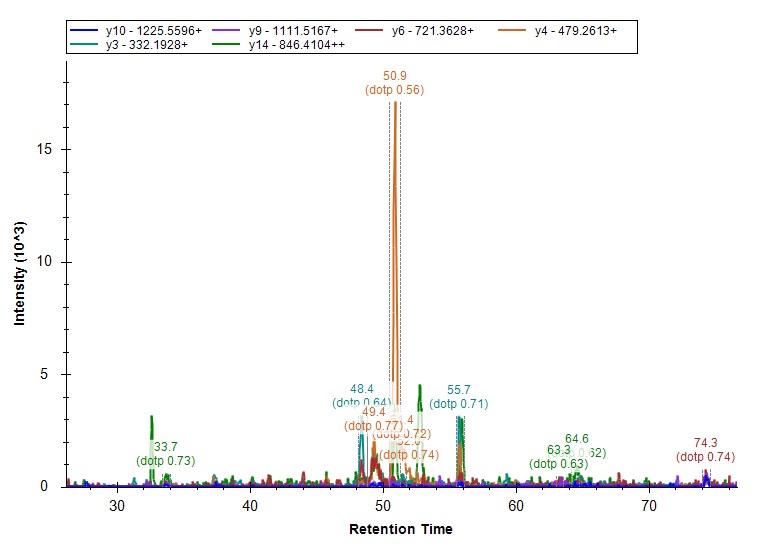 y10 - 1225.5596+ y9 - 1111.5167+ y6 - 721.3628+ y4 - 479.2613+
y3 - 332.1928+ y14 - 846.4104++
50.9
(dotp 0.56)
15
10
5
0
Intensity (10^3)
48.4
(dotp 0.64)
55.7
(dotp 0.71)
49.4
(dotp 0.77)
(dotp 0.72)
(dotp 0.74)
33.7
(dotp 0.73)
64.6
63.3
(dotp 0.63)
74.3
(dotp 0.74)
30 40 50 60 70
Retention Time